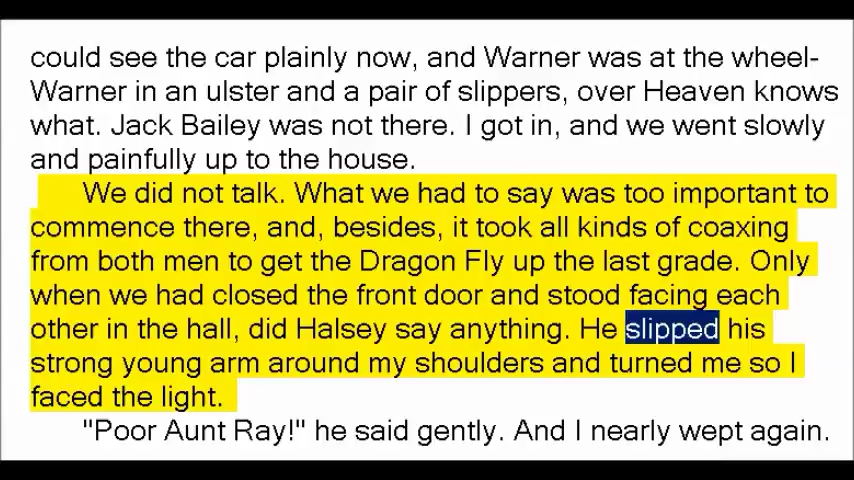 could see the car plainly now, and Warner was at the wheel-
Warner in an ulster and a pair of slippers, over Heaven knows
what. Jack Bailey was not there. I got in, and we went slowly
and painfully up to the house.
We did not talk. What we had to say was too important to
commence there, and, besides, it took all kinds of coaxing
from both men to get the Dragon Fly up the last grade. Only
when we had closed the front door and stood facing each
other in the hall, did Halsey say anything. He slipped his
strong young arm around my shoulders and turned me so I
faced the light.
"Poor Aunt Ray!" he said gently. And I nearly wept again.